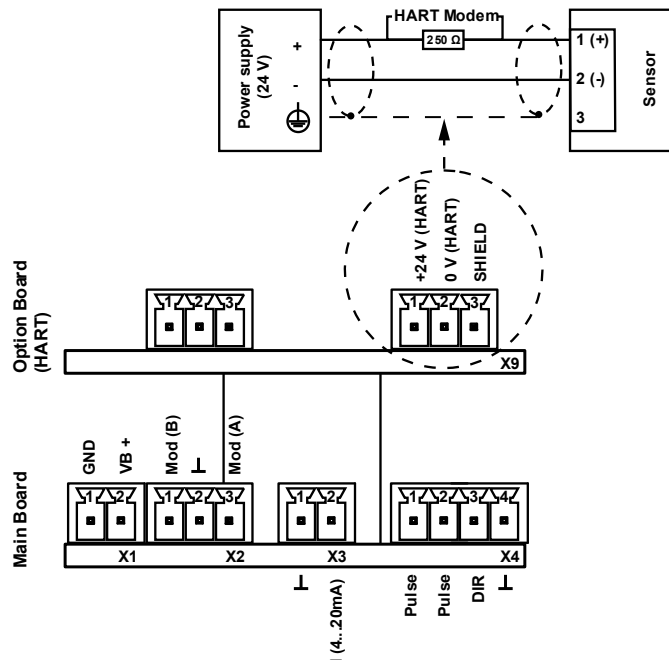 HART Modem
250 Ω
Power supply
(24 V)
+
-
1 (+)
2 (-)
3
Sensor
+24 V (HART)
0 V (HART)
SHIELD
Option Board
(HART)
1 2 3
1 2 3
X9
GND
VB +
Mod (B)
⊥
Mod (A)
Main Board
1 2
1 2 3
1 2
1 2 3 4
X1
X2
X3
X4
⊥
(4...20mA)
Pulse
Pulse
DIR
⊥